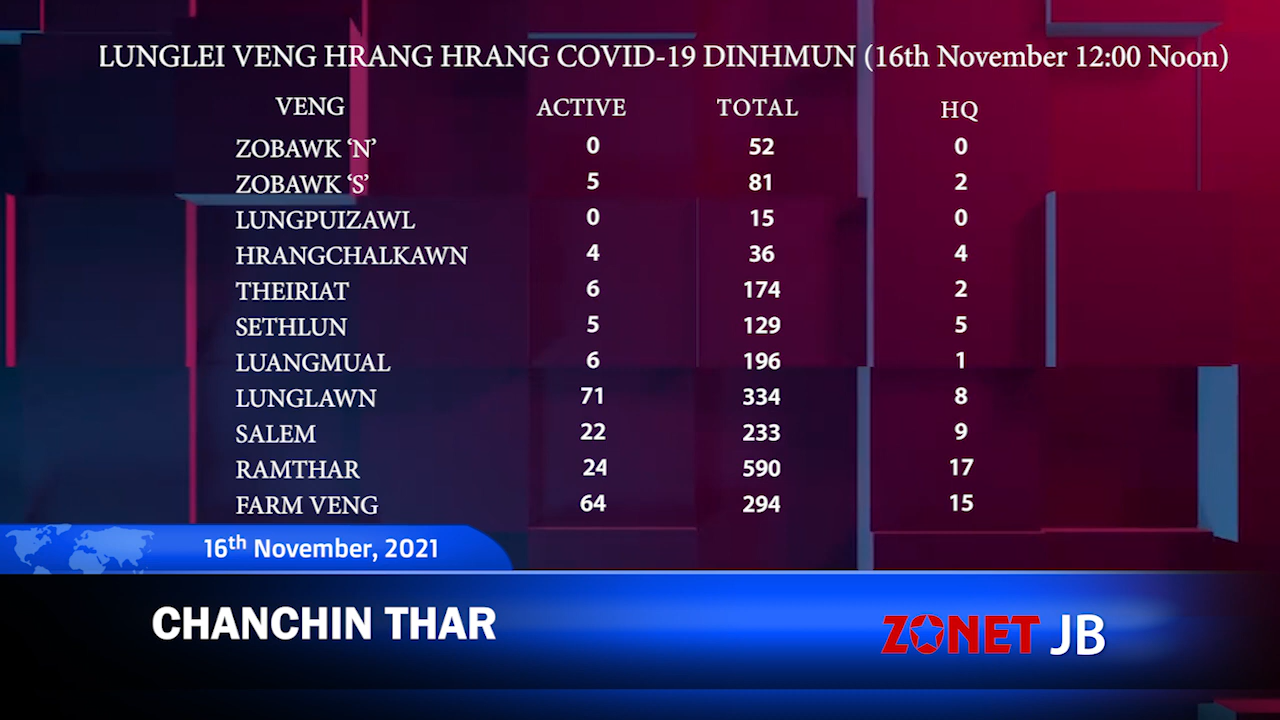 LUNGLEI VENG HRANG HRANG COVID-19 DINHMUN (16th November 12:00 Noon)
VENG ACTIVE TOTAL HQ
ZOBAWK ‘N’ 0 52 0
ZOBAWK ‘S’ 5 81 2
LUNGPUIZAWL 0 15 0
HRANGCHALKAWN 4 36 4
THEIRIAT 6 174 2
SETHLUN 5 129 5
LUANGMUAL 6 196 1
LUNGLAWN 71 334 8
SALEM 22 233 9
RAMTHAR 24 590 17
FARM VENG 64 294 15
16th November, 2021
CHANCHIN THAR
ZONET JB